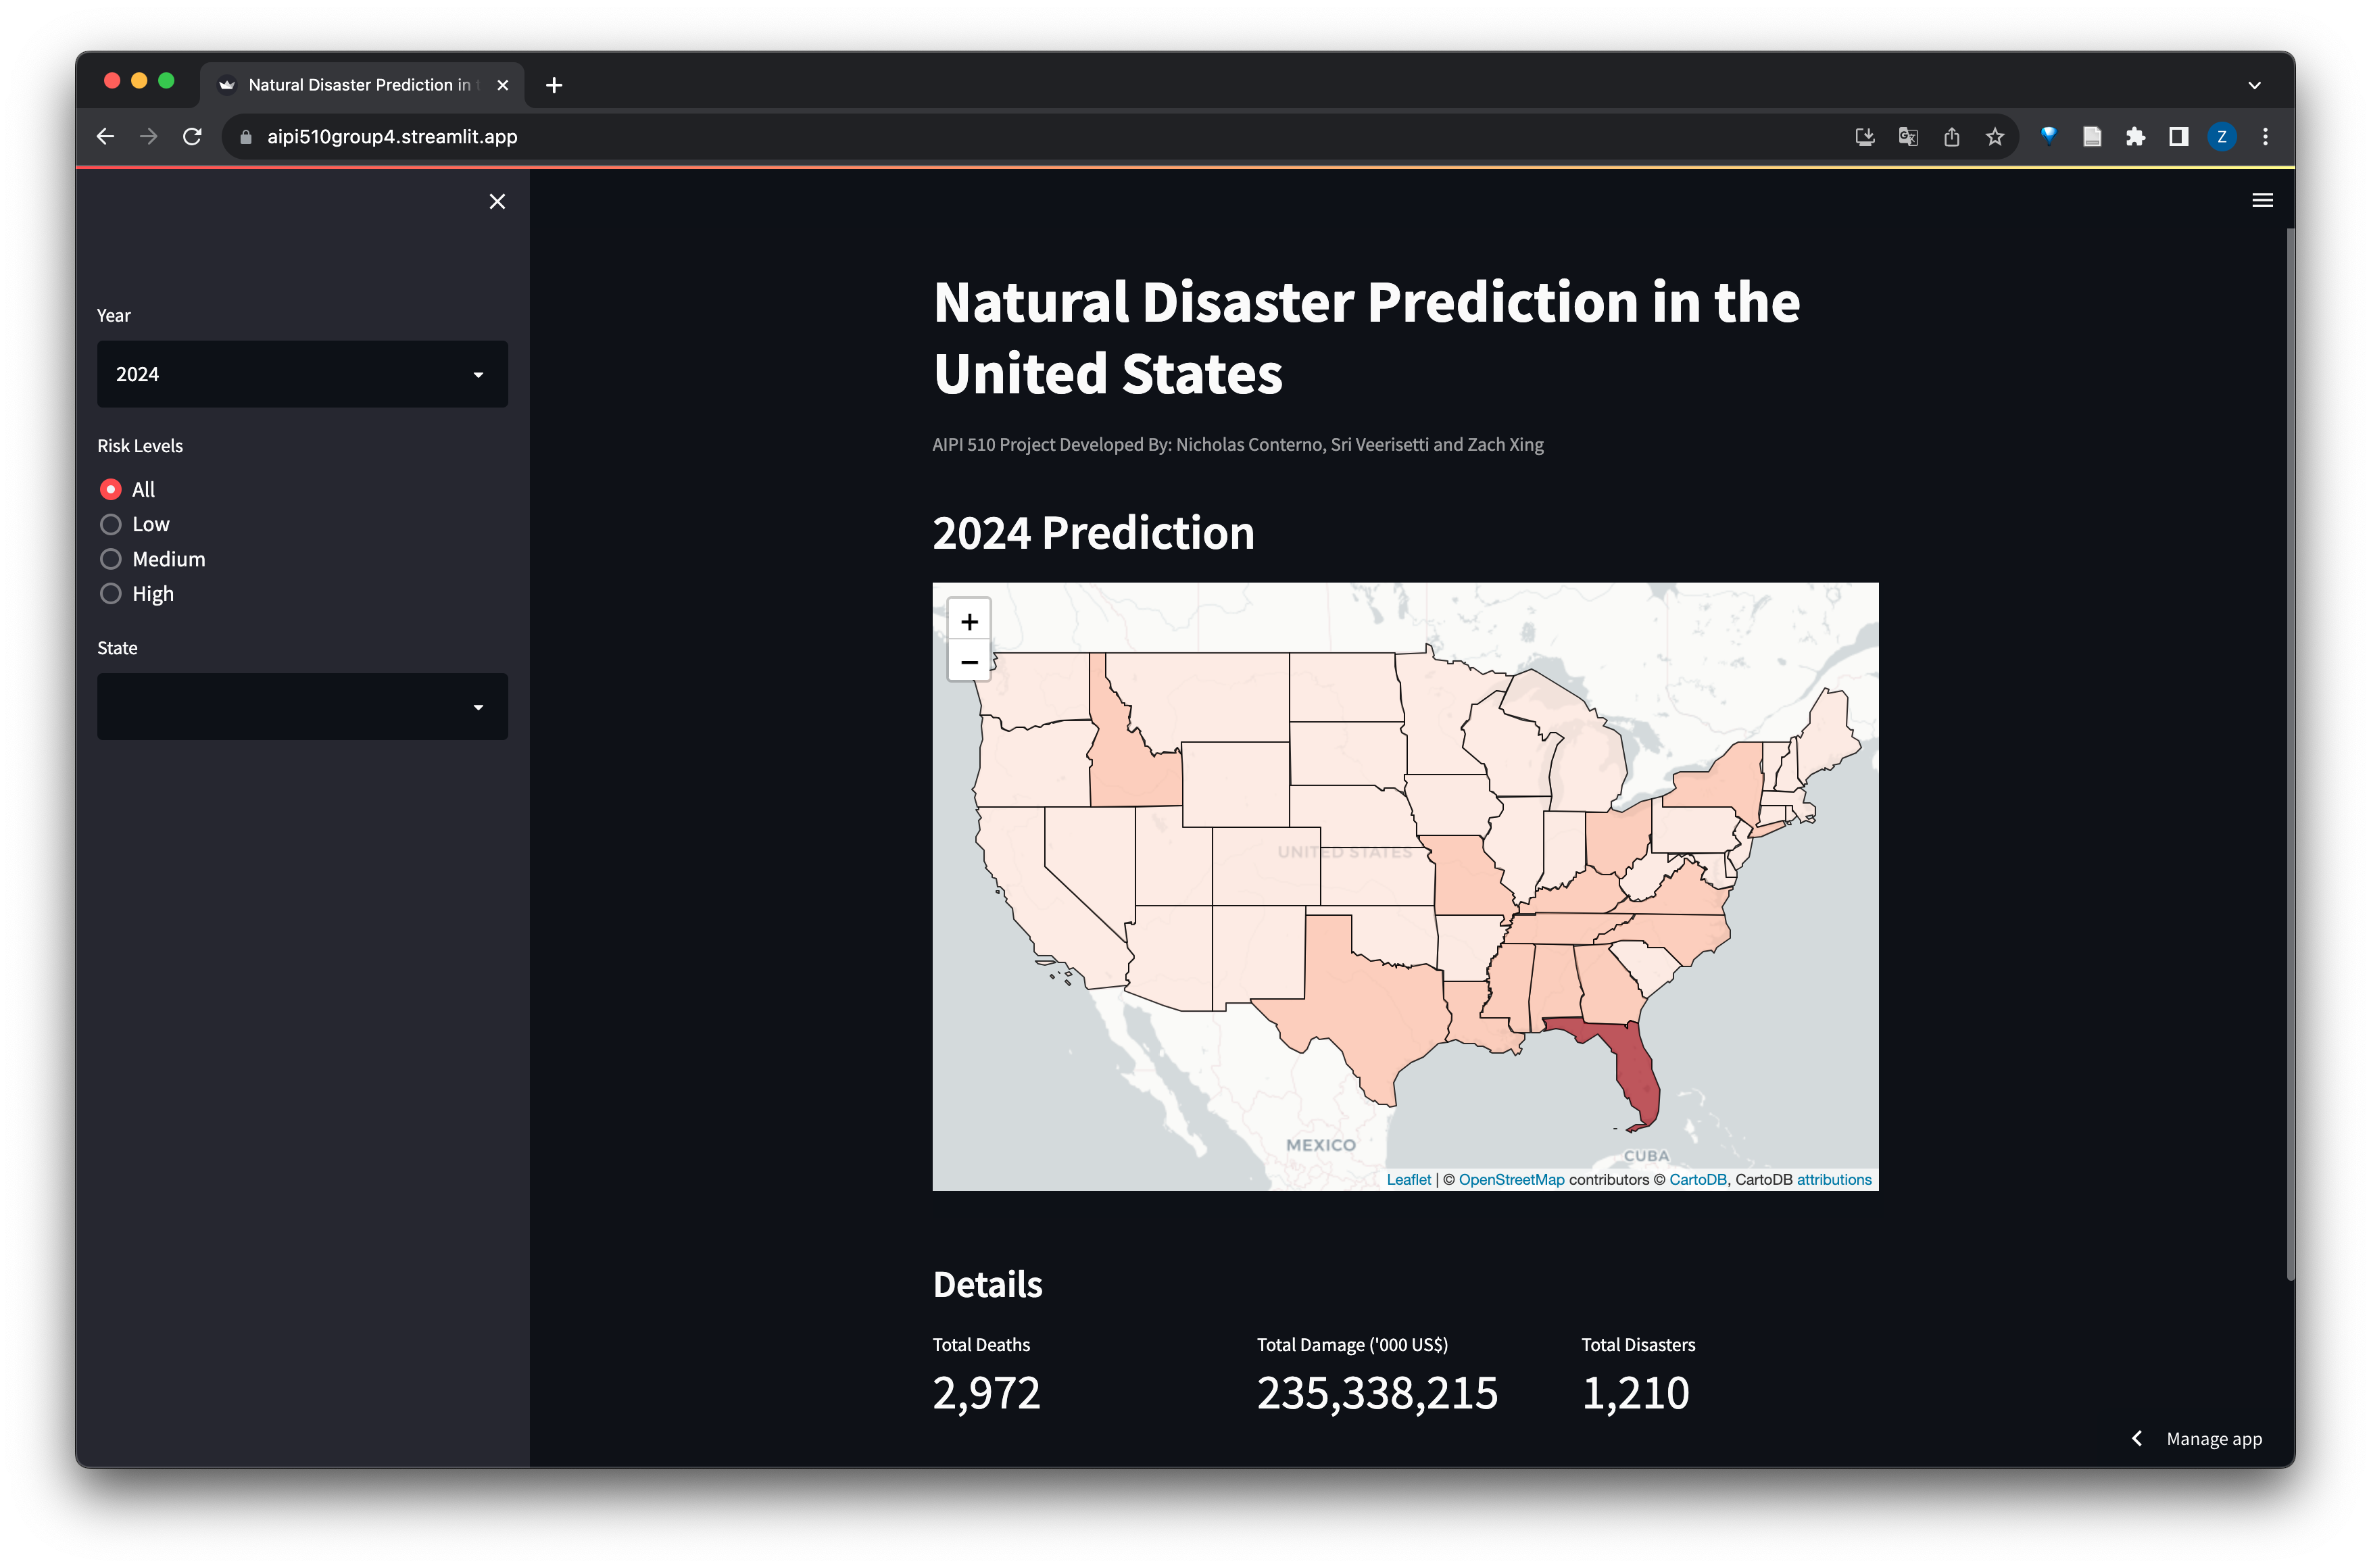 Natural Disaster Prediction in t
aipi510group4.streamlit.app
Z
Year
2024
Risk Levels
All
Low
Medium
High
State
Natural Disaster Prediction in the
United States
AIPI 510 Project Developed By: Nicholas Conterno, Sri Veerisetti and Zach Xing
2024 Prediction
+
−
UNITED STATES
MEXICO
CUBA
Leaflet | © OpenStreetMap contributors © CartoDB, CartoDB attributions
Details
Total Deaths
Total Damage ('000 US$)
Total Disasters
2,972
235,338,215
1,210
Manage app